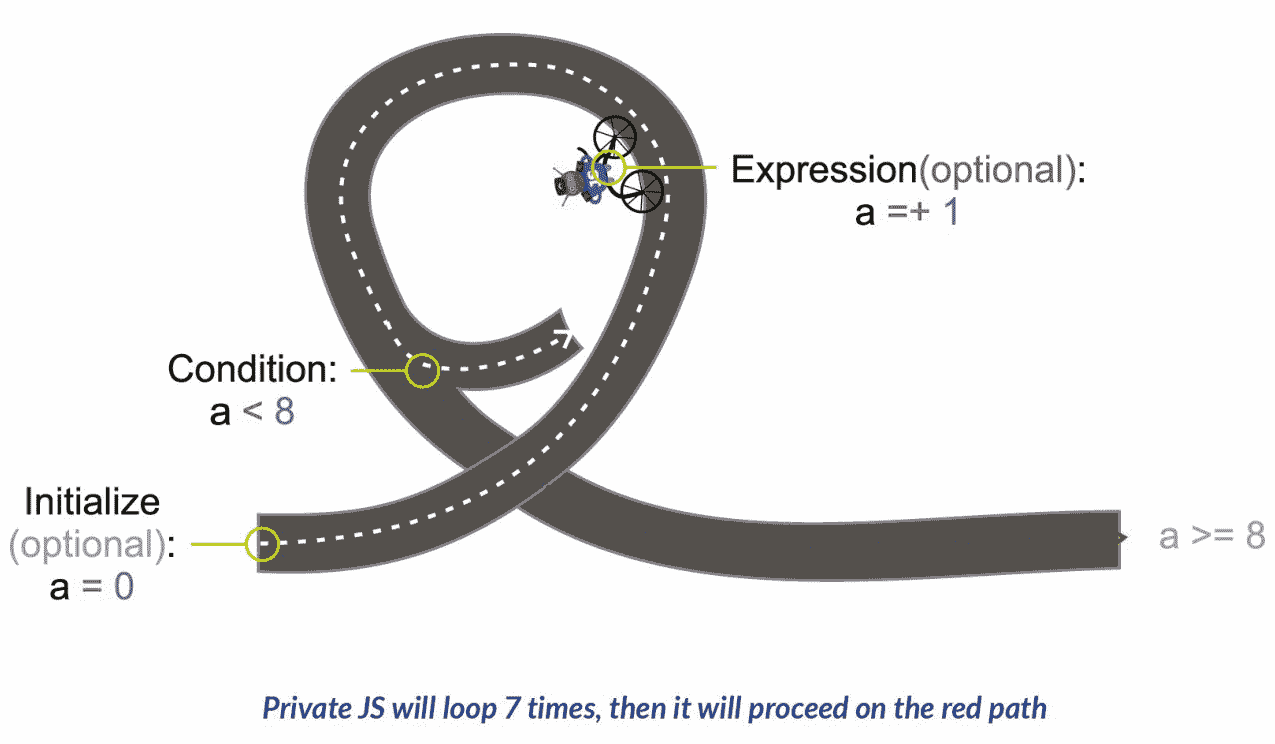 Expression(optional):
a =+ 1
Condition:
a < 8
Initialize
(optional):
a = 0
a >= 8
Private JS will loop 7 times, then it will proceed on the red path